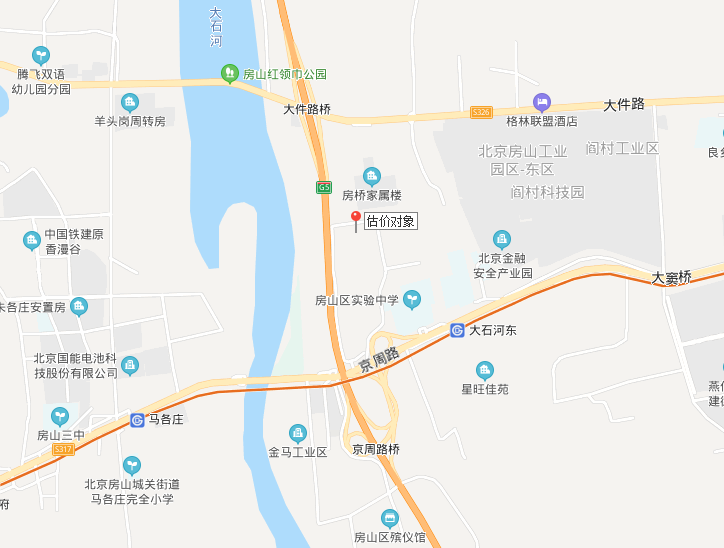 大石河
腾飞双语
幼儿园分园
房山红领巾公园
羊头岗周转房
大件路桥
S326
格林联盟酒店
大件路
北京房山工业
园区-东区
阎村工业区
阎村科技园
G5
房桥家属楼
估价对象
中国铁建原
香漫谷
北京金融
安全产业园
大窦桥
房山区实验中学
各庄安置房
大石河东
京周路
北京国能电池科
技股份有限公司
星旺佳苑
马各庄
房山三中
S317
金马工业区
京周路桥
北京房山城关街道
马各庄完全小学
府
房山区殡仪馆